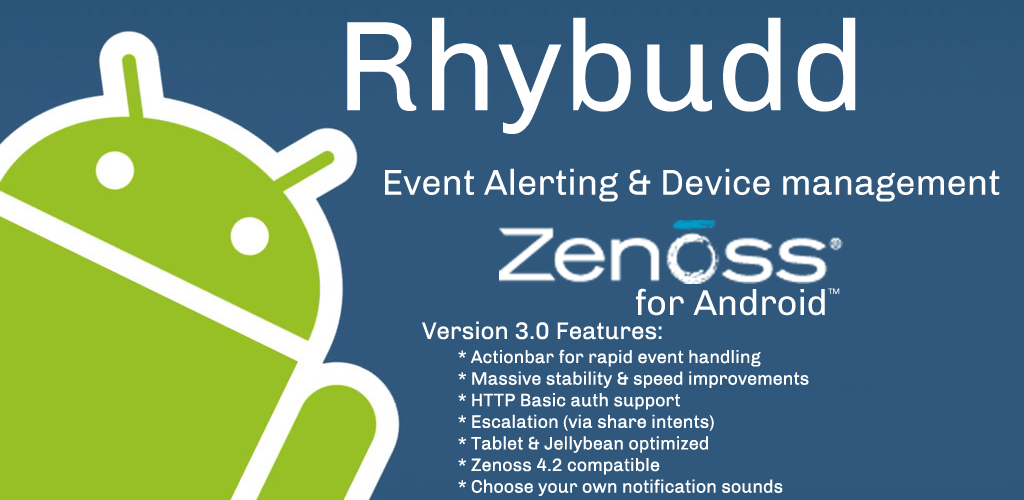 Rhybudd
Event Alerting & Device management
Zenōss®
for Android™
Version 3.0 Features:
* Actionbar for rapid event handling
* Massive stability & speed improvements
* HTTP Basic auth support
* Escalation (via share intents)
* Tablet & Jellybean optimized
* Zenoss 4.2 compatible
* Choose your own notification sounds